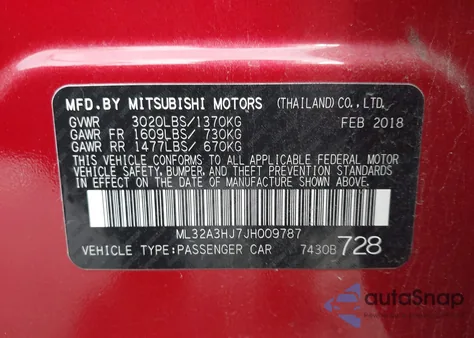 MFD.BY MITSUBISHI MOTORS (THAILAND) CO., LTD.
GVWR 3020LBS/1370KG FEB 2018
GAWR FR 1609LBS/ 730KG
GAWR RR 1477LBS/ 670KG
THIS VEHICLE CONFORMS TO ALL APPLICABLE FEDERAL MOTOR
VEHICLE SAFETY, BUMPER, AND THEFT PREVENTION STANDARDS
IN EFFECT ON THE DATE OF MANUFACTURE SHOWN ABOVE.
ML32A3HJ7JH009787
VEHICLE TYPE:PASSENGER CAR 7430B 728
autoSnap